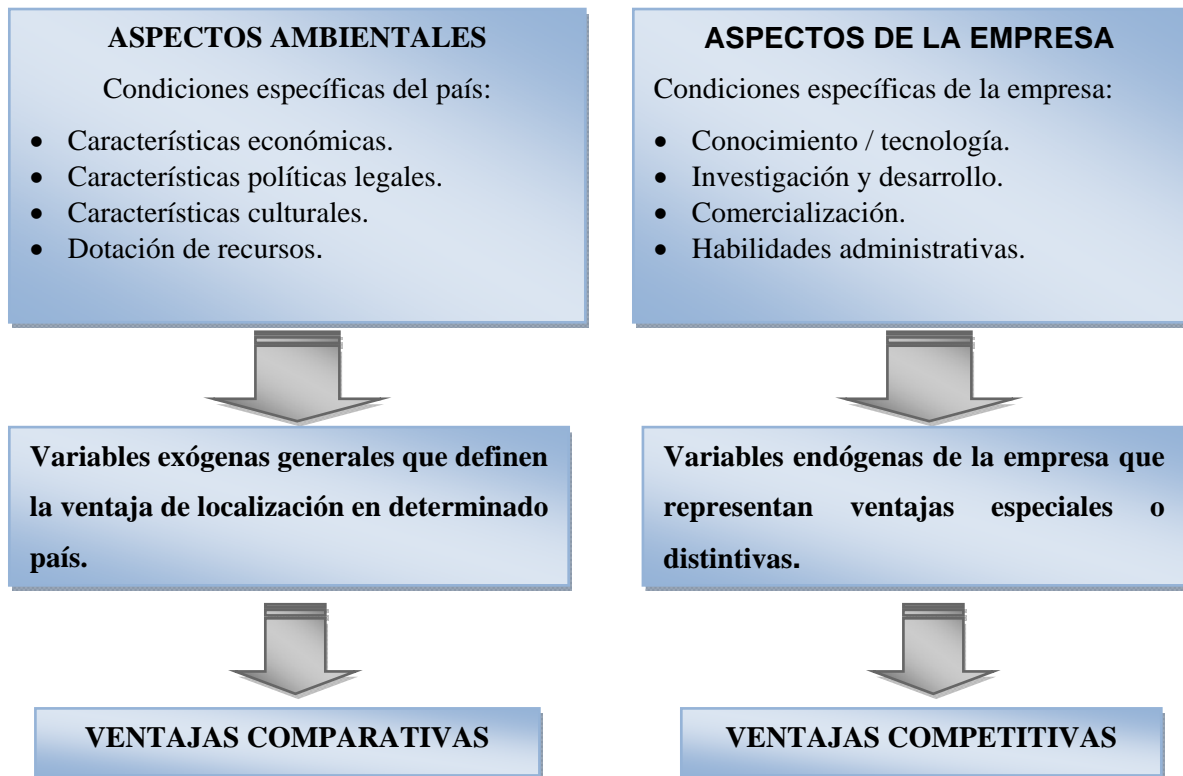 ASPECTOS AMBIENTALES
Condiciones específicas del país:
• Características económicas.
• Características políticas legales.
• Características culturales.
• Dotación de recursos.
Variables exógenas generales que definen
la ventaja de localización en determinado
país.
VENTAJAS COMPARATIVAS
ASPECTOS DE LA EMPRESA
Condiciones específicas de la empresa:
• Conocimiento / tecnología.
• Investigación y desarrollo.
• Comercialización.
• Habilidades administrativas.
Variables endógenas de la empresa que
representan ventajas especiales o
distintivas.
VENTAJAS COMPETITIVAS